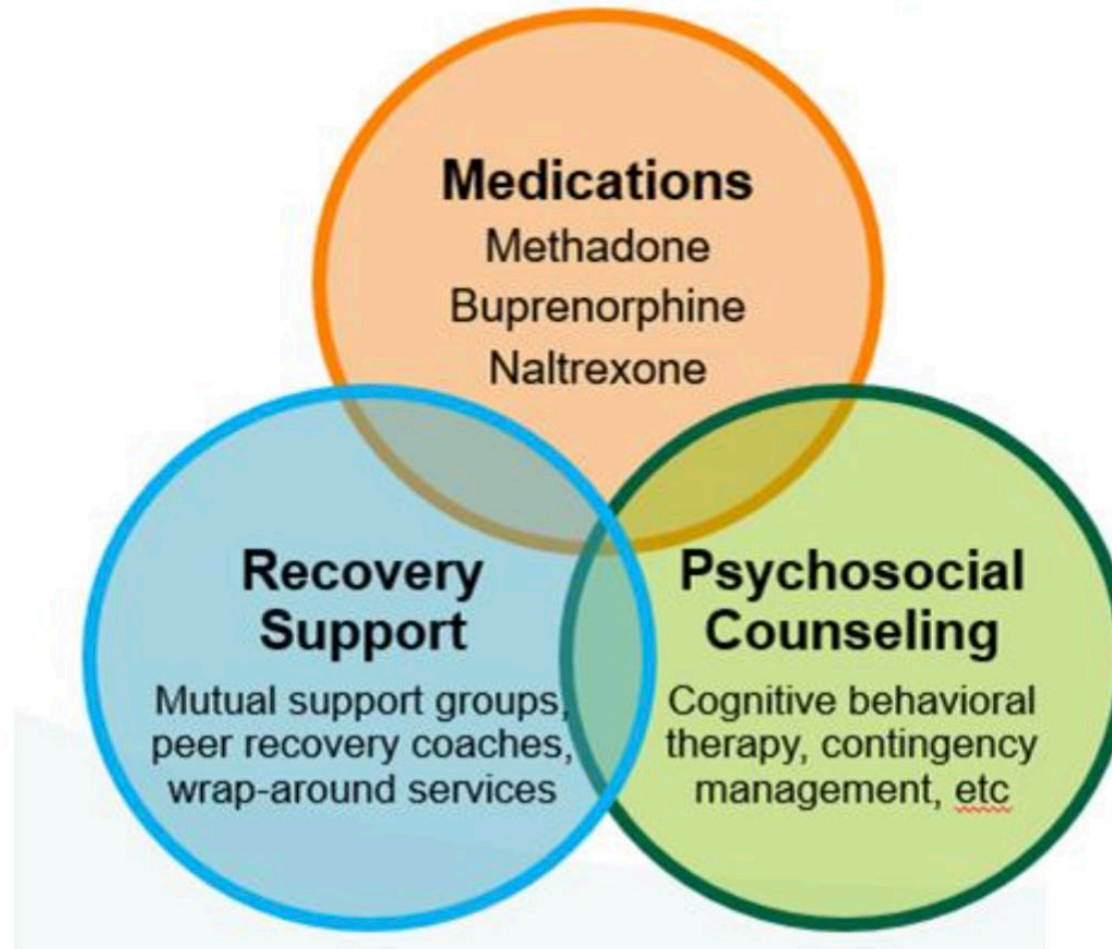 Medications
Methadone
Buprenorphine
Naltrexone
Recovery
Support
Mutual support groups,
peer recovery coaches,
wrap-around services
Psychosocial
Counseling
Cognitive behavioral
therapy, contingency
management, etc